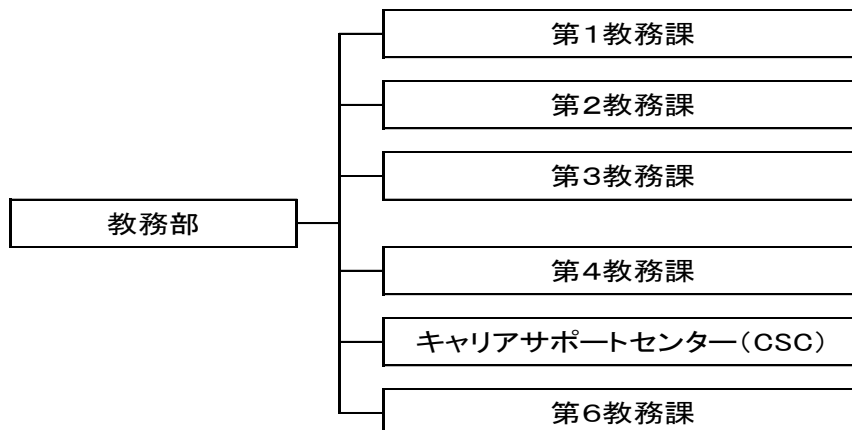 第１教務課
第２教務課
第３教務課
教務部
第４教務課
キャリアサポートセンター（CSC）
第６教務課